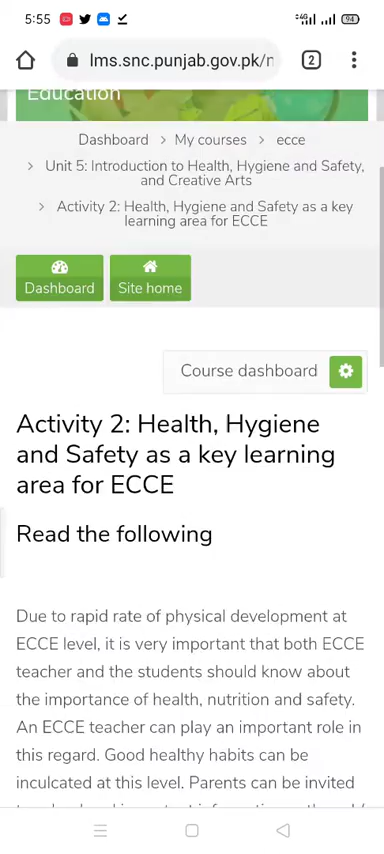 5:55
4G
94
lms.snc.punjab.gov.pk/n
2
Education
Dashboard > My courses > ecce
> Unit 5: Introduction to Health, Hygiene and Safety,
and Creative Arts
> Activity 2: Health, Hygiene and Safety as a key
learning area for ECCE
Dashboard
Site home
Course dashboard
Activity 2: Health, Hygiene
and Safety as a key learning
area for ECCE
Read the following
Due to rapid rate of physical development at
ECCE level, it is very important that both ECCE
teacher and the students should know about
the importance of health, nutrition and safety.
An ECCE teacher can play an important role in
this regard. Good healthy habits can be
inculcated at this level. Parents can be invited